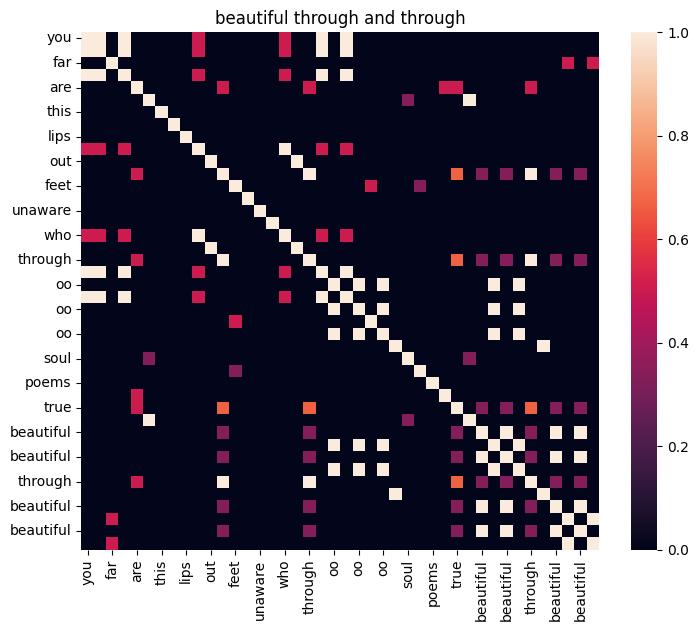 beautiful through and through
you
far
are
this
lips
out
feet
unaware
who
through
oo
oo
oo
soul
poems
true
beautiful
beautiful
through
beautiful
beautiful
you
far
are
this
lips
out
feet
unaware
who
through
oo
oo
oo
soul
poems
true
beautiful
beautiful
through
beautiful
beautiful
1.0
0.8
0.6
0.4
0.2
0.0